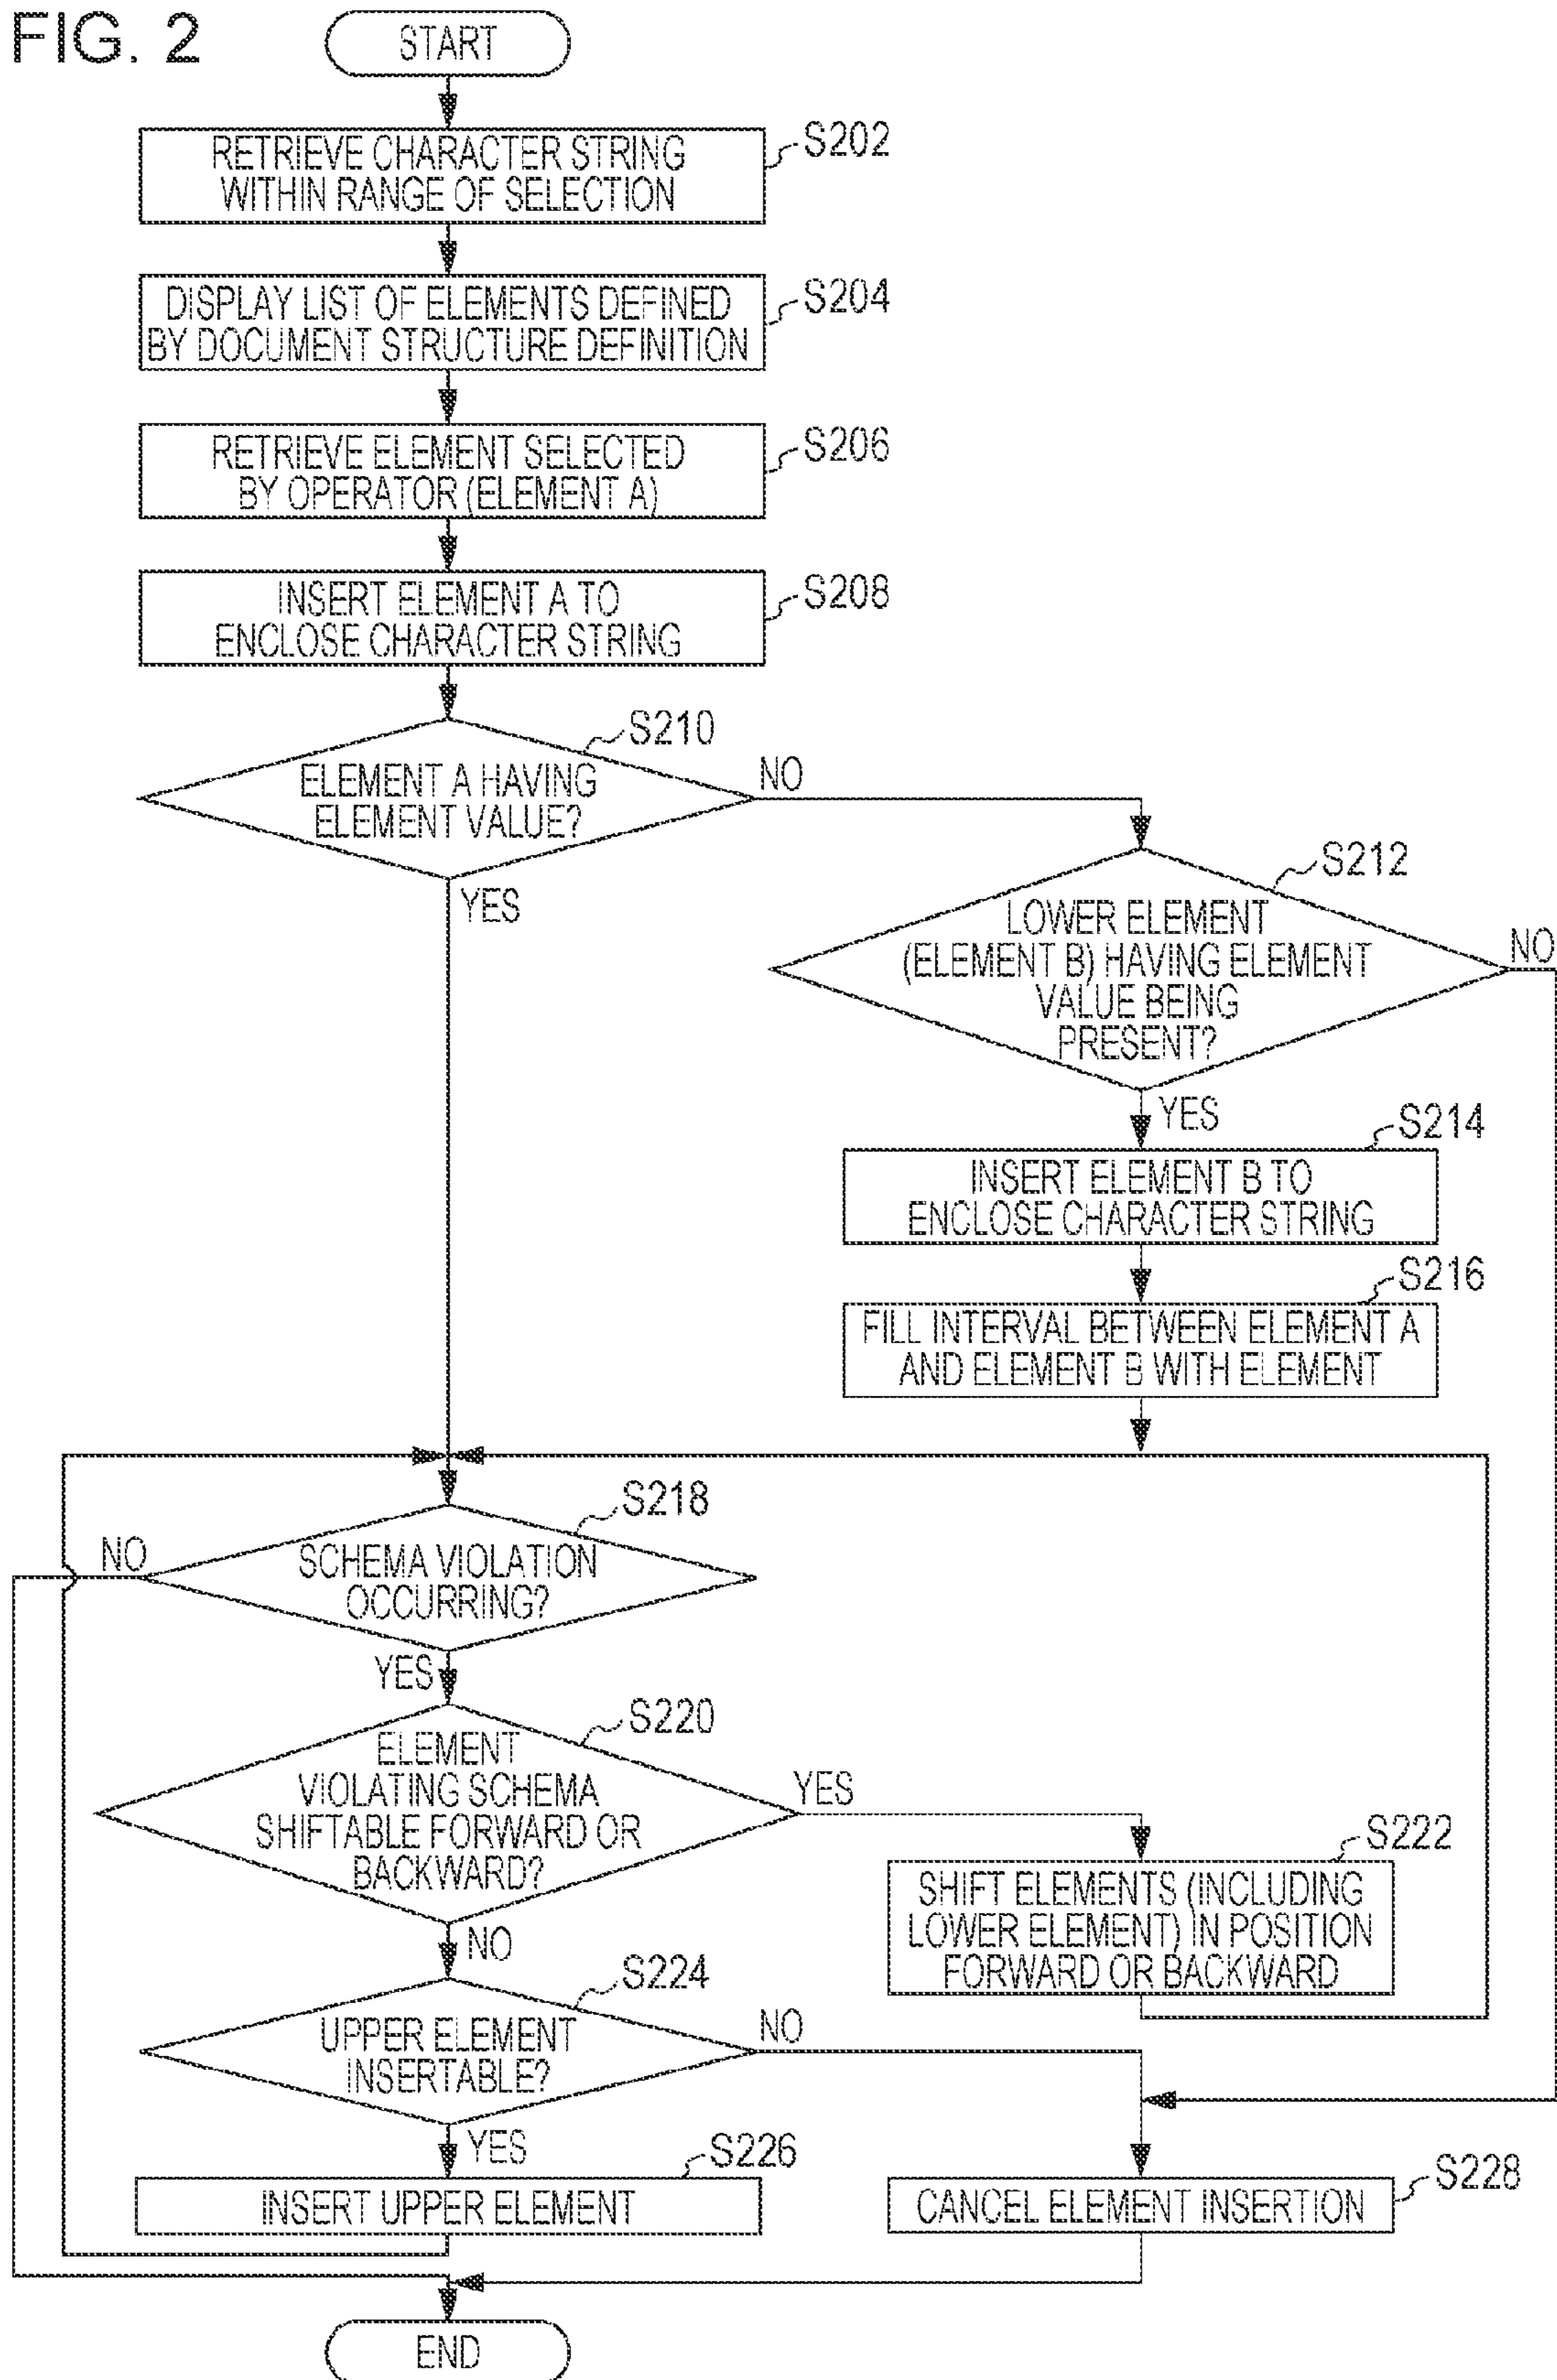 FIG. 2
START
RETRIEVE CHARACTER STRING
WITHIN RANGE OF SELECTION
S202
DISPLAY LIST OF ELEMENTS DEFINED
BY DOCUMENT STRUCTURE DEFINITION
S204
RETRIEVE ELEMENT SELECTED
BY OPERATOR (ELEMENT A)
S206
INSERT ELEMENT A TO
ENCLOSE CHARACTER STRING
S208
S210
ELEMENT A HAVING
ELEMENT VALUE?
NO
YES
S212
LOWER ELEMENT
(ELEMENT B) HAVING ELEMENT
VALUE BEING
PRESENT?
NO
YES
S214
INSERT ELEMENT B TO
ENCLOSE CHARACTER STRING
S216
FILL INTERVAL BETWEEN ELEMENT A
AND ELEMENT B WITH ELEMENT
S218
NO
SCHEMA VIOLATION
OCCURRING?
YES
S220
ELEMENT
VIOLATING SCHEMA
SHIFTABLE FORWARD OR
BACKWARD?
YES
NO
S222
SHIFT ELEMENTS (INCLUDING
LOWER ELEMENT) IN POSITION
FORWARD OR BACKWARD
S224
UPPER ELEMENT
INSERTABLE?
NO
YES
S226
INSERT UPPER ELEMENT
S228
CANCEL ELEMENT INSERTION
END